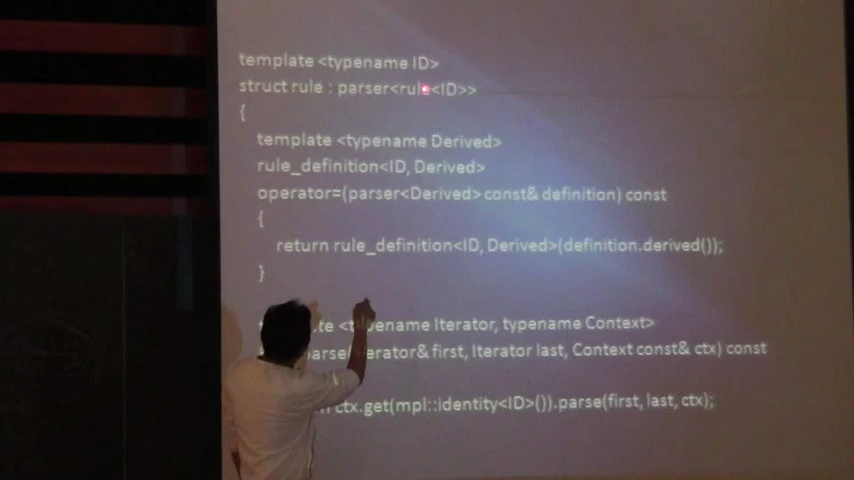 template <typename ID>
struct rule : parser<rule<ID>>
{
template <typename Derived>
rule_definition<ID, Derived>
operator=(parser<Derived> const& definition) const
{
return rule_definition<ID, Derived>(definition.derived());
}
<typename Iterator, typename Context>
first, Iterator last, Context const& ctx) const
ctx.get(mpl::identity<ID>()).parse(first, last, ctx);